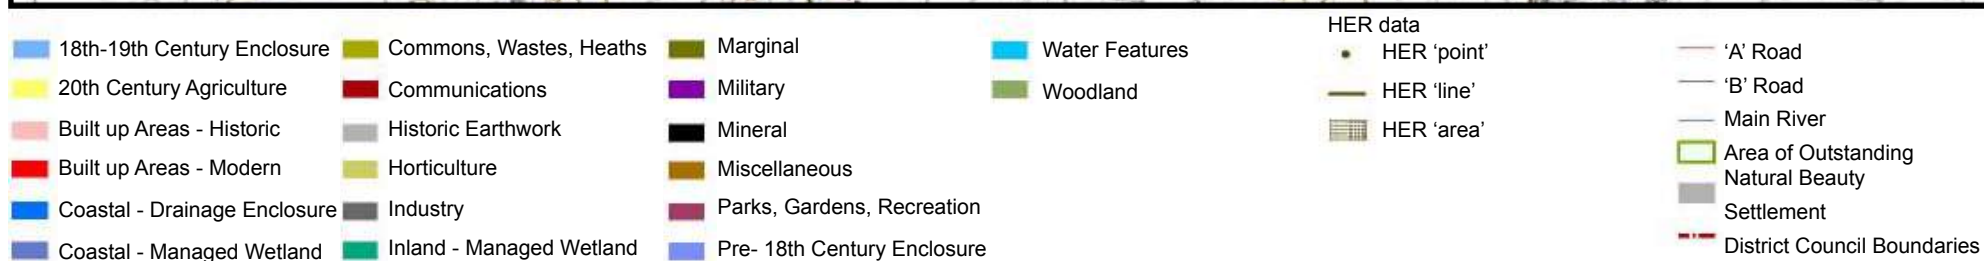 18th-19th Century Enclosure
20th Century Agriculture
Built up Areas - Historic
Built up Areas - Modern
Coastal - Drainage Enclosure
Coastal - Managed Wetland
Commons, Wastes, Heaths
Communications
Historic Earthwork
Horticulture
Industry
Inland - Managed Wetland
Marginal
Military
Mineral
Miscellaneous
Parks, Gardens, Recreation
Pre- 18th Century Enclosure
Water Features
Woodland
HER data
HER ‘point’
HER ‘line’
HER ‘area’
‘A’ Road
‘B’ Road
Main River
Area of Outstanding
Natural Beauty
Settlement
District Council Boundaries